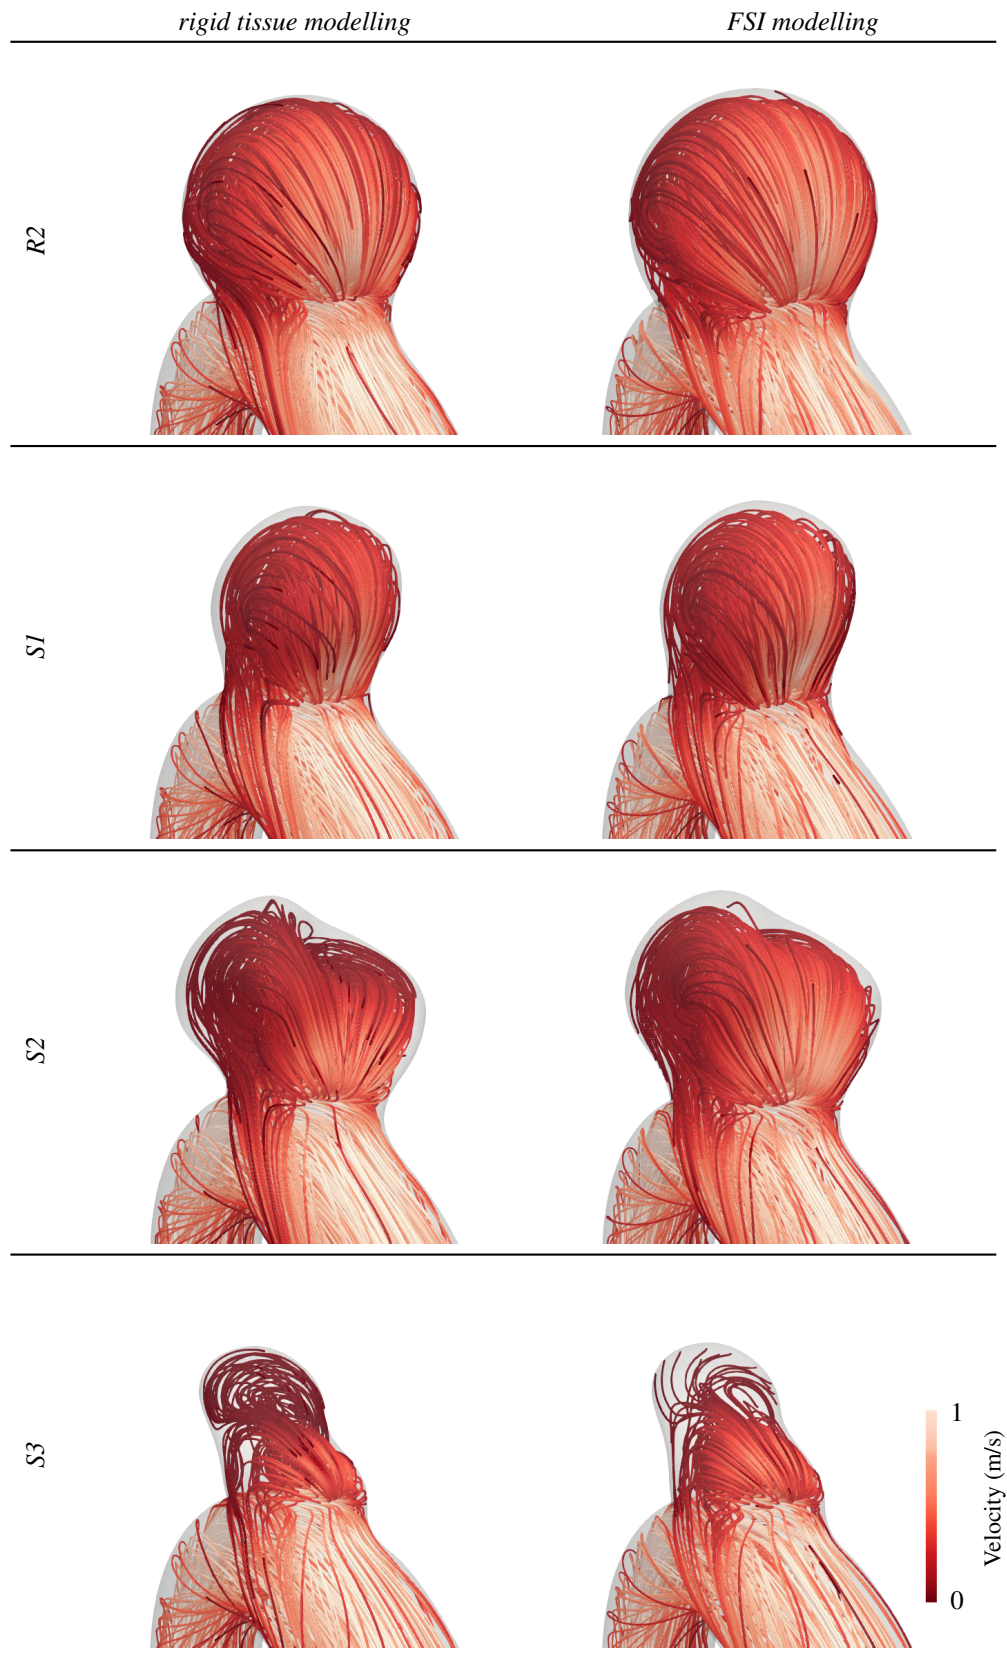 rigid tissue modelling FSI modelling
R2
S1
S2
S3
1
Velocity (m/s)
0